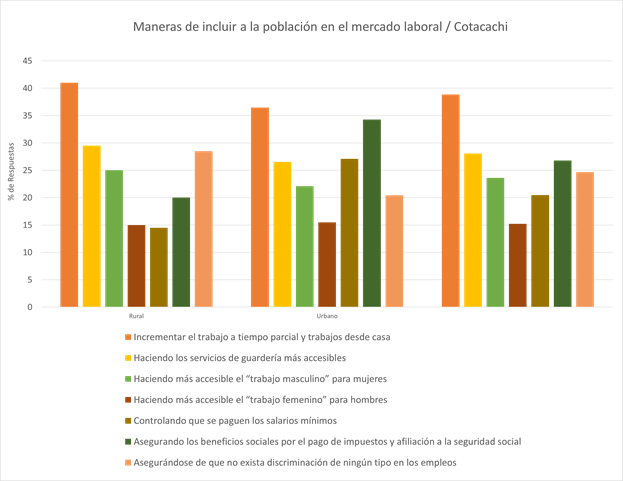 Maneras de incluir a la población en el mercado laboral / Cotacachi
% de Respuestas
45
40
35
30
25
20
15
10
5
0
Rural
Urbano
Incrementar el trabajo a tiempo parcial y trabajos desde casa
Haciendo los servicios de guardería más accesibles
Haciendo más accesible el “trabajo masculino” para mujeres
Haciendo más accesible el “trabajo femenino” para hombres
Controlando que se paguen los salarios mínimos
Asegurando los beneficios sociales por el pago de impuestos y afiliación a la seguridad social
Asegurándose de que no exista discriminación de ningún tipo en los empleos